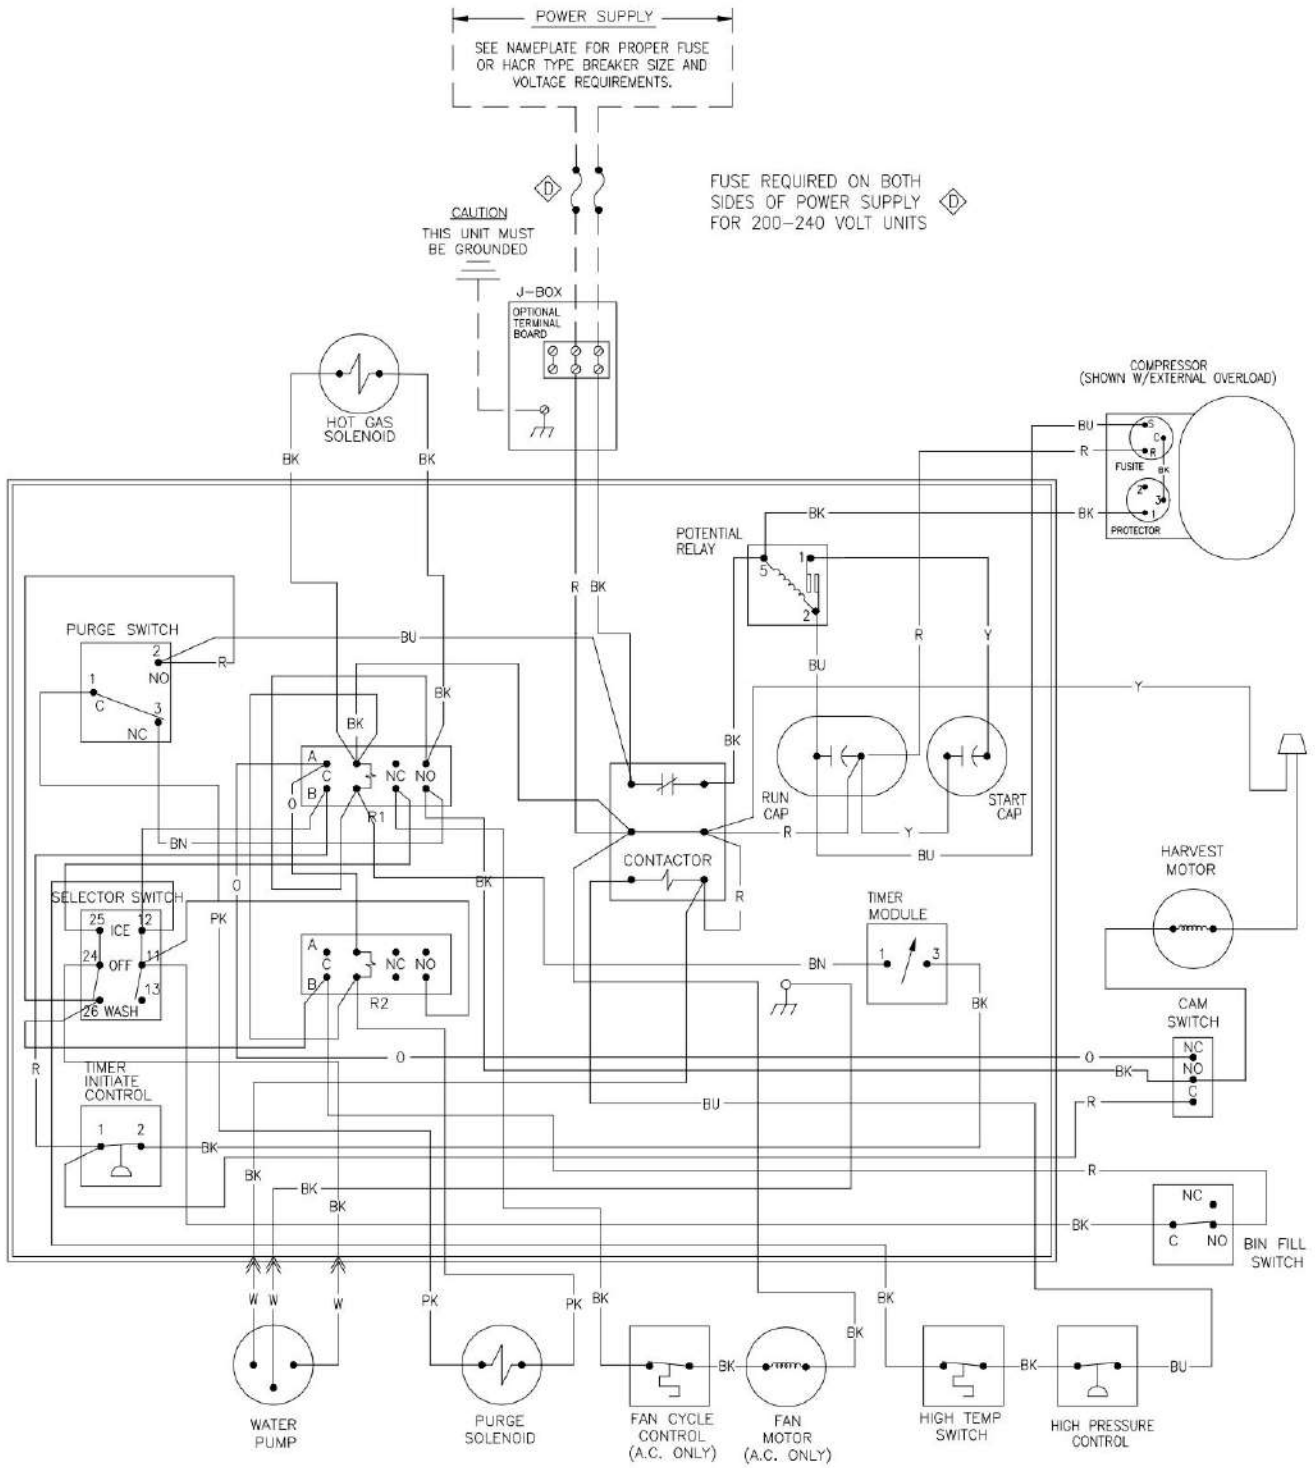 POWER SUPPLY
SEE NAMEPLATE FOR PROPER FUSE
OR HACR TYPE BREAKER SIZE AND
VOLTAGE REQUIREMENTS.
D
FUSE REQUIRED ON BOTH
SIDES OF POWER SUPPLY
FOR 200-240 VOLT UNITS
D
CAUTION
THIS UNIT MUST
BE GROUNDED
J-BOX
OPTIONAL
TERMINAL
BOARD
HOT GAS
SOLENOID
BK
BK
COMPRESSOR
(SHOWN W/EXTERNAL OVERLOAD)
BU
S
C
R
R
FUSITE
BK
2
3
1
PROTECTOR
BK
BK
POTENTIAL
RELAY
5
1
2
R
BK
PURGE SWITCH
2
NO
R
1
C
3
NC
BU
BU
R
Y
Y
BK
BK
BK
A
C
NC
NO
B
R1
O
RUN
CAP
START
CAP
R
Y
BU
BN
CONTACTOR
R
HARVEST
MOTOR
SELECTOR SWITCH
25
ICE
12
24
OFF
11
13
26 WASH
O
PK
BK
TIMER
MODULE
1
3
BN
BK
A
C
NC
NO
B
R2
CAM
SWITCH
NC
NO
C
O
O
BK
R
R
TIMER
INITIATE
CONTROL
1
2
BK
BU
BK
BK
BK
R
BK
NC
C
NO
BIN FILL
SWITCH
W
W
W
PK
PK
BK
BK
BK
BK
BK
BU
WATER
PUMP
PURGE
SOLENOID
FAN CYCLE
CONTROL
(A.C. ONLY)
FAN
MOTOR
(A.C. ONLY)
HIGH TEMP
SWITCH
HIGH PRESSURE
CONTROL